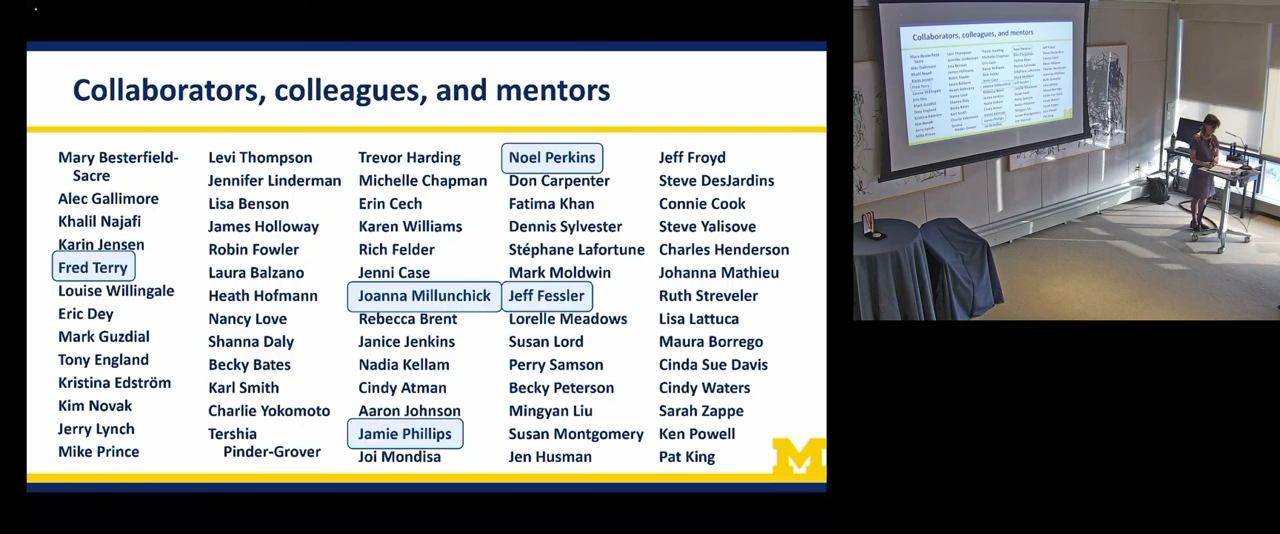 Collaborators, colleagues, and mentors
Mary Besterfield-
Sacre
Alec Gallimore
Khalil Najafi
Karin Jensen
Fred Terry
Louise Willingale
Eric Dey
Mark Guzdial
Tony England
Kristina Edström
Kim Novak
Jerry Lynch
Mike Prince
Levi Thompson
Jennifer Linderman
Lisa Benson
James Holloway
Robin Fowler
Laura Balzano
Heath Hofmann
Nancy Love
Shanna Daly
Becky Bates
Karl Smith
Charlie Yokomoto
Tershia
Pinder-Grover
Trevor Harding
Michelle Chapman
Erin Cech
Karen Williams
Rich Felder
Jenni Case
Joanna Millunchick
Rebecca Brent
Janice Jenkins
Nadia Kellam
Cindy Atman
Aaron Johnson
Jamie Phillips
Joi Mondisa
Noel Perkins
Don Carpenter
Fatima Khan
Dennis Sylvester
Stéphane Lafortune
Mark Moldwin
Jeff Fessler
Lorelle Meadows
Susan Lord
Perry Samson
Becky Peterson
Mingyan Liu
Susan Montgomery
Jen Husman
Jeff Froyd
Steve DesJardins
Connie Cook
Steve Yalisove
Charles Henderson
Johanna Mathieu
Ruth Streveler
Lisa Lattuca
Maura Borrego
Cinda Sue Davis
Cindy Waters
Sarah Zappe
Ken Powell
Pat King
M
Collaborators, colleagues, and mentors